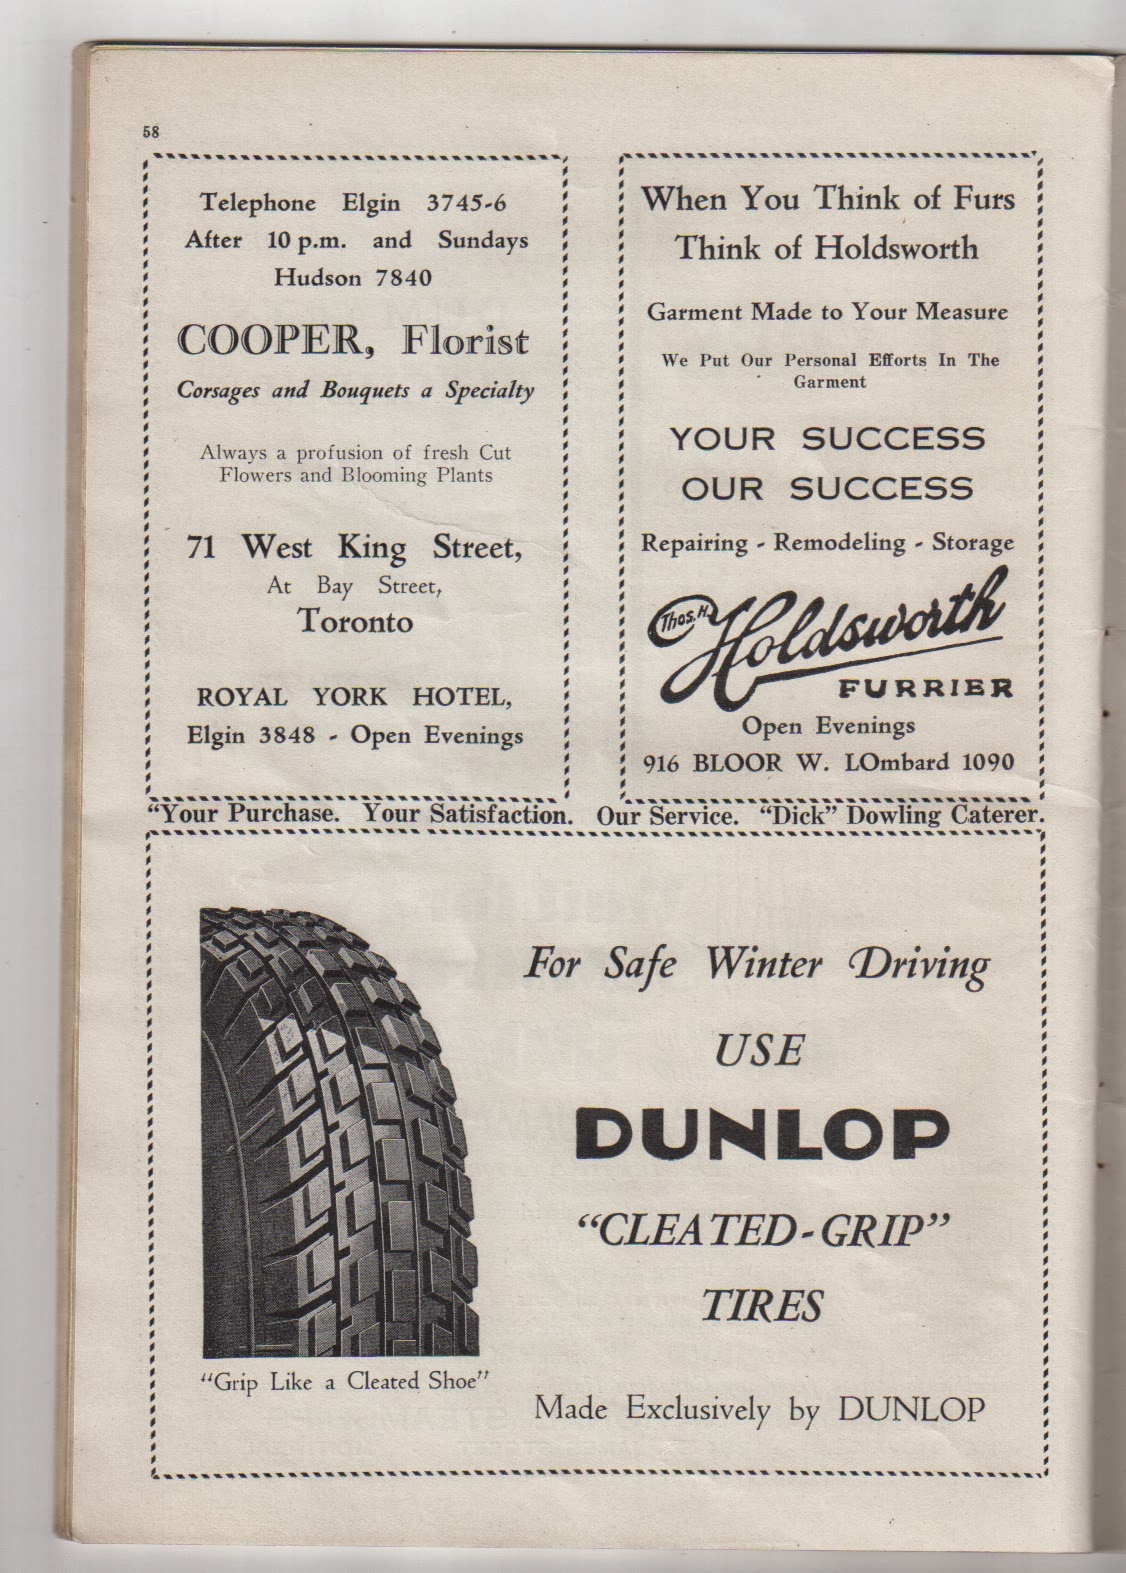 58
Telephone Elgin 3745-6
After 10 p.m. and Sundays
Hudson 7840
COOPER, Florist
Corsages and Bouquets a Specialty
Always a profusion of fresh Cut
Flowers and Blooming Plants
71 West King Street,
At Bay Street,
Toronto
ROYAL YORK HOTEL,
Elgin 3848 - Open Evenings
When You Think of Furs
Think of Holdsworth
Garment Made to Your Measure
We Put Our Personal Efforts In The
Garment
YOUR SUCCESS
OUR SUCCESS
Repairing - Remodeling - Storage
Thos. H. Holdsworth
FURRIER
Open Evenings
916 BLOOR W. LOmbard 1090
"Your Purchase. Your Satisfaction. Our Service. "Dick" Dowling Caterer.
For Safe Winter Driving
USE
DUNLOP
"CLEATED-GRIP"
TIRES
"Grip Like a Cleated Shoe"
Made Exclusively by DUNLOP